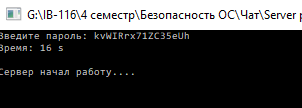 G:\IB-116\4 семестр\Безопасность ОС\Чат\Server p
Введите пароль: kvWIRrx71ZC35eUh
Время: 16 s
Сервер начал работу....